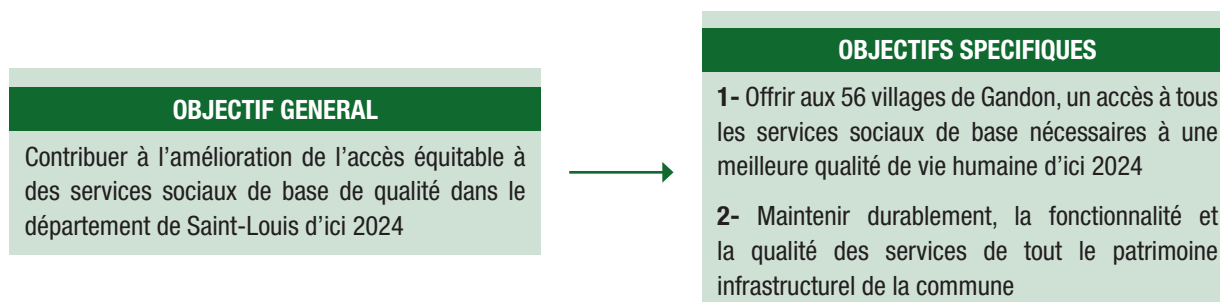 OBJECTIF GENERAL
Contribuer à l'amélioration de l'accès équitable à
des services sociaux de base de qualité dans le
département de Saint-Louis d'ici 2024
OBJECTIFS SPECIFIQUES
1- Offrir aux 56 villages de Gandon, un accès à tous
les services sociaux de base nécessaires à une
meilleure qualité de vie humaine d'ici 2024
2- Maintenir durablement, la fonctionnalité et
la qualité des services de tout le patrimoine
infrastructurel de la commune